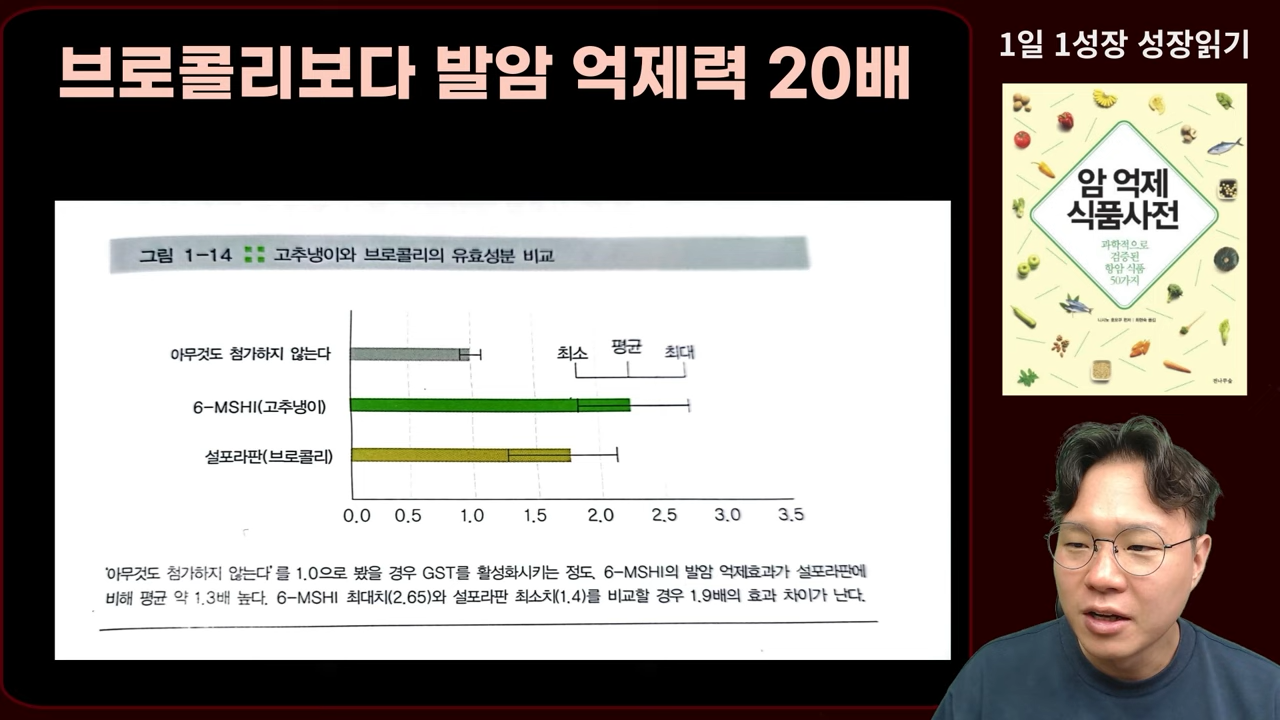 브로콜리보다 발암 억제력 20배
1일 1성장 성장읽기
암 억제
식품사전
과학적으로
검증된
항암 식품
50가지
전나무숲
그림 1-14 고추냉이와 브로콜리의 유효성분 비교
아무것도 첨가하지 않는다
최소 평균 최대
6-MSHI(고추냉이)
설포라판(브로콜리)
0.0 0.5 1.0 1.5 2.0 2.5 3.0 3.5
'아무것도 첨가하지 않는다'를 1.0으로 봤을 경우 GST를 활성화시키는 정도. 6-MSHI의 발암 억제효과가 설포라판에
비해 평균 약 1.3배 높다. 6-MSHI 최대치(2.65)와 설포라판 최소치(1.4)를 비교할 경우 1.9배의 효과 차이가 난다.